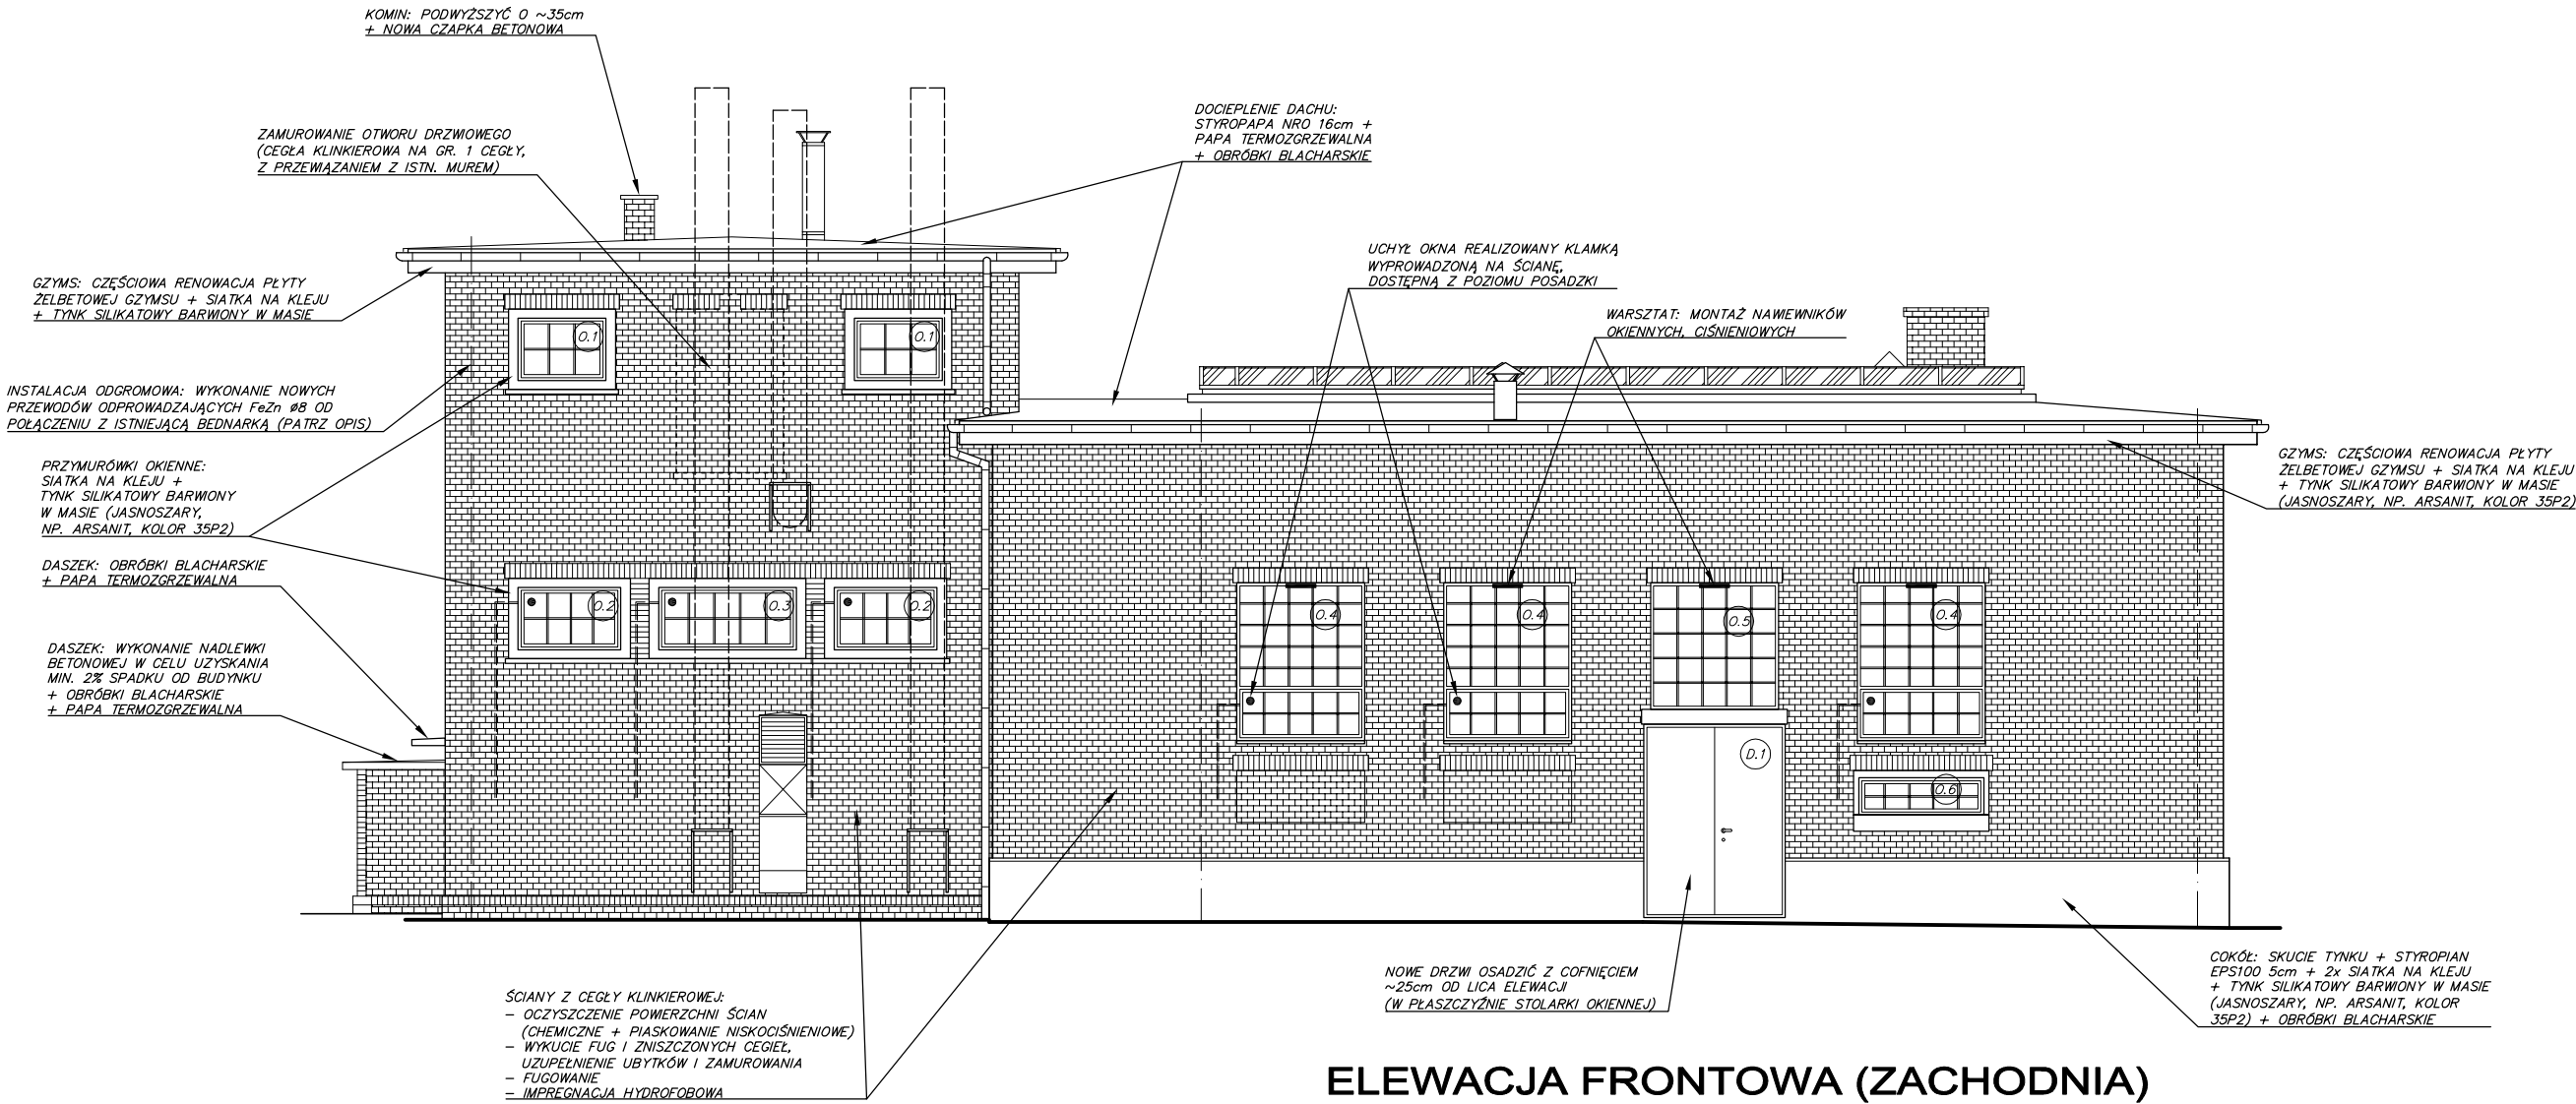 KOMIN: PODWYŻSZYĆ O ~35cm
+ NOWA CZAPKA BETONOWA
ZAMUROWANIE OTWORU DRZWIOWEGO
(CEGŁA KLINKIEROWA NA GR. 1 CEGŁY,
Z PRZEWIĄZANIEM Z ISTN. MUREM)
DOCIEPLENIE DACHU:
STYROPAPA NRO 16cm +
PAPA TERMOZGRZEWALNA
+ OBRÓBKI BLACHARSKIE
UCHYŁ OKNA REALIZOWANY KLAMKĄ
WYPROWADZONĄ NA ŚCIANĘ,
DOSTĘPNĄ Z POZIOMU POSADZKI
WARSZTAT: MONTAŻ NAWIEWNIKÓW
OKIENNYCH, CIŚNIENIOWYCH
GZYMS: CZĘŚCIOWA RENOWACJA PŁYTY
ŻELBETOWEJ GZYMSU + SIATKA NA KLEJU
+ TYNK SILIKATOWY BARWIONY W MASIE
INSTALACJA ODGROMOWA: WYKONANIE NOWYCH
PRZEWODÓW ODPROWADZAJĄCYCH FeZn Ø8 OD
POŁĄCZENIU Z ISTNIEJĄCĄ BEDNARKĄ (PATRZ OPIS)
PRZYMURÓWKI OKIENNE:
SIATKA NA KLEJU +
TYNK SILIKATOWY BARWIONY
W MASIE (JASNOSZARY,
NP. ARSANIT, KOLOR 35P2)
DASZEK: OBRÓBKI BLACHARSKIE
+ PAPA TERMOZGRZEWALNA
DASZEK: WYKONANIE NADLEWKI
BETONOWEJ W CELU UZYSKANIA
MIN. 2% SPADKU OD BUDYNKU
+ OBRÓBKI BLACHARSKIE
+ PAPA TERMOZGRZEWALNA
GZYMS: CZĘŚCIOWA RENOWACJA PŁYTY
ŻELBETOWEJ GZYMSU + SIATKA NA KLEJU
+ TYNK SILIKATOWY BARWIONY W MASIE
(JASNOSZARY, NP. ARSANIT, KOLOR 35P2)
O.1
O.1
O.2
O.3
O.2
O.4
O.4
O.5
O.4
D.1
O.6
ŚCIANY Z CEGŁY KLINKIEROWEJ:
- OCZYSZCZENIE POWIERZCHNI ŚCIAN
(CHEMICZNE + PIASKOWANIE NISKOCIŚNIENIOWE)
- WYKUCIE FUG I ZNISZCZONYCH CEGIEŁ,
UZUPEŁNIENIE UBYTKÓW I ZAMUROWANIA
- FUGOWANIE
- IMPREGNACJA HYDROFOBOWA
NOWE DRZWI OSADZIĆ Z COFNIĘCIEM
~25cm OD LICA ELEWACJI
(W PŁASZCZYŹNIE STOLARKI OKIENNEJ)
COKÓŁ: SKUCIE TYNKU + STYROPIAN
EPS100 5cm + 2x SIATKA NA KLEJU
+ TYNK SILIKATOWY BARWIONY W MASIE
(JASNOSZARY, NP. ARSANIT, KOLOR
35P2) + OBRÓBKI BLACHARSKIE
ELEWACJA FRONTOWA (ZACHODNIA)